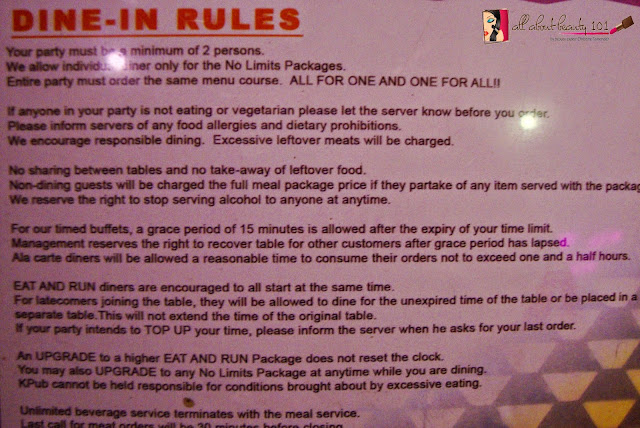 DINE-IN RULES
all about beauty 101
Your party must be a minimum of 2 persons.
We allow individual diner only for the No Limits Packages.
Entire party must order the same menu course. ALL FOR ONE AND ONE FOR ALL!!
If anyone in your party is not eating or vegetarian please let the server know before you order.
Please inform servers of any food allergies and dietary prohibitions.
We encourage responsible dining. Excessive leftover meats will be charged.
No sharing between tables and no take-away of leftover food.
Non-dining guests will be charged the full meal package price if they partake of any item served with the packag
We reserve the right to stop serving alcohol to anyone at anytime.
For our timed buffets, a grace period of 15 minutes is allowed after the expiry of your time limit.
Management reserves the right to recover table for other customers after grace period has lapsed.
Ala carte diners will be allowed a reasonable time to consume their orders not to exceed one and a half hours.
EAT AND RUN diners are encouraged to all start at the same time.
For latecomers joining the table, they will be allowed to dine for the unexpired time of the table or be placed in a
separate table.This will not extend the time of the original table.
If your party intends to TOP UP your time, please inform the server when he asks for your last order.
An UPGRADE to a higher EAT AND RUN Package does not reset the clock.
You may also UPGRADE to any No Limits Package at anytime while you are dining.
KPub cannot be held responsible for conditions brought about by excessive eating.
Unlimited beverage service terminates with the meal service.
Last call for meat orders will be 30 minutes before closing.